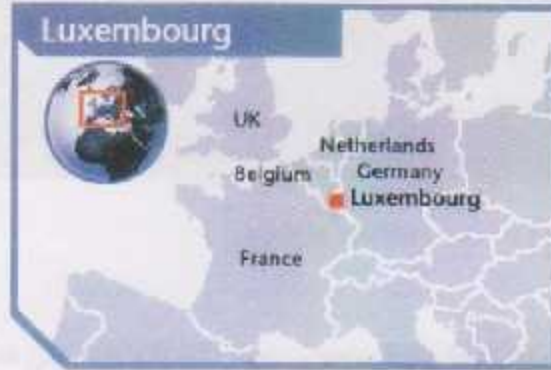 Luxembourg
UK
Netherlands
Belgium Germany
Luxembourg
France